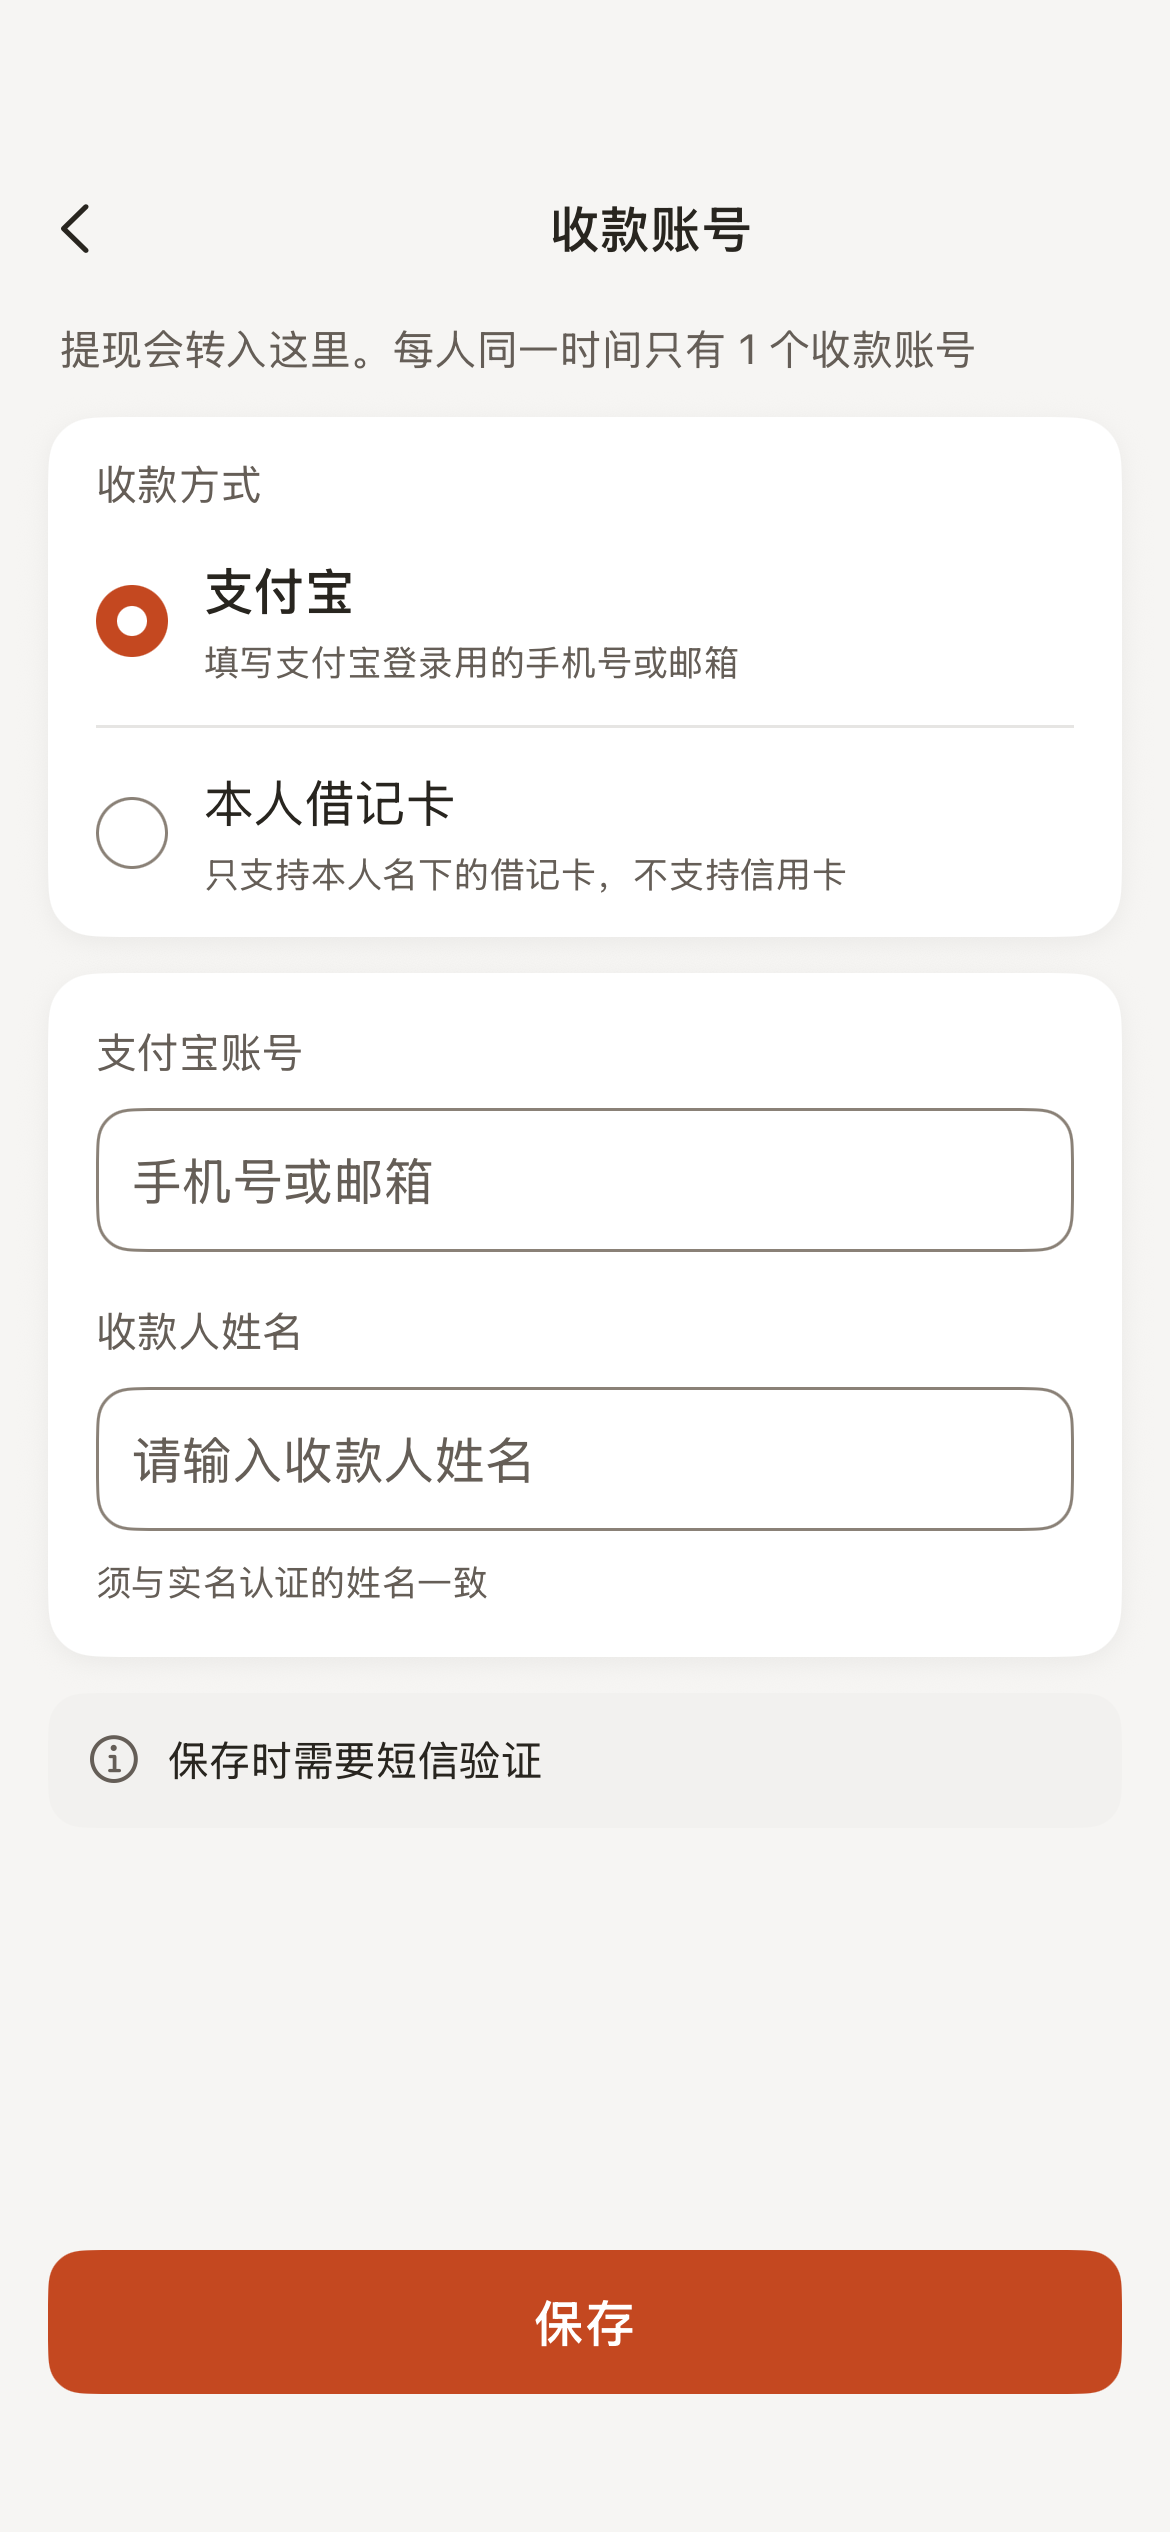 收款账号
提现会转入这里。每人同一时间只有 1 个收款账号
收款方式
支付宝
填写支付宝登录用的手机号或邮箱
本人借记卡
只支持本人名下的借记卡，不支持信用卡
支付宝账号
手机号或邮箱
收款人姓名
请输入收款人姓名
须与实名认证的姓名一致
保存时需要短信验证
保存